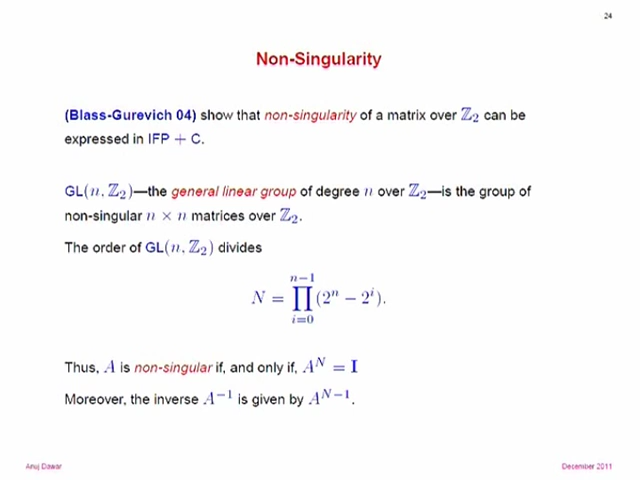 24
Non-Singularity
(Blass-Gurevich 04) show that non-singularity of a matrix over ℤ₂ can be
expressed in IFP + C.
GL(n, ℤ₂)—the general linear group of degree n over ℤ₂—is the group of
non-singular n × n matrices over ℤ₂.
The order of GL(n, ℤ₂) divides
N = ∏_{i=0}^{n−1} (2ⁿ − 2ⁱ).
Thus, A is non-singular if, and only if, Aᴺ = I
Moreover, the inverse A⁻¹ is given by Aᴺ⁻¹.
Anuj Dawar December 2011